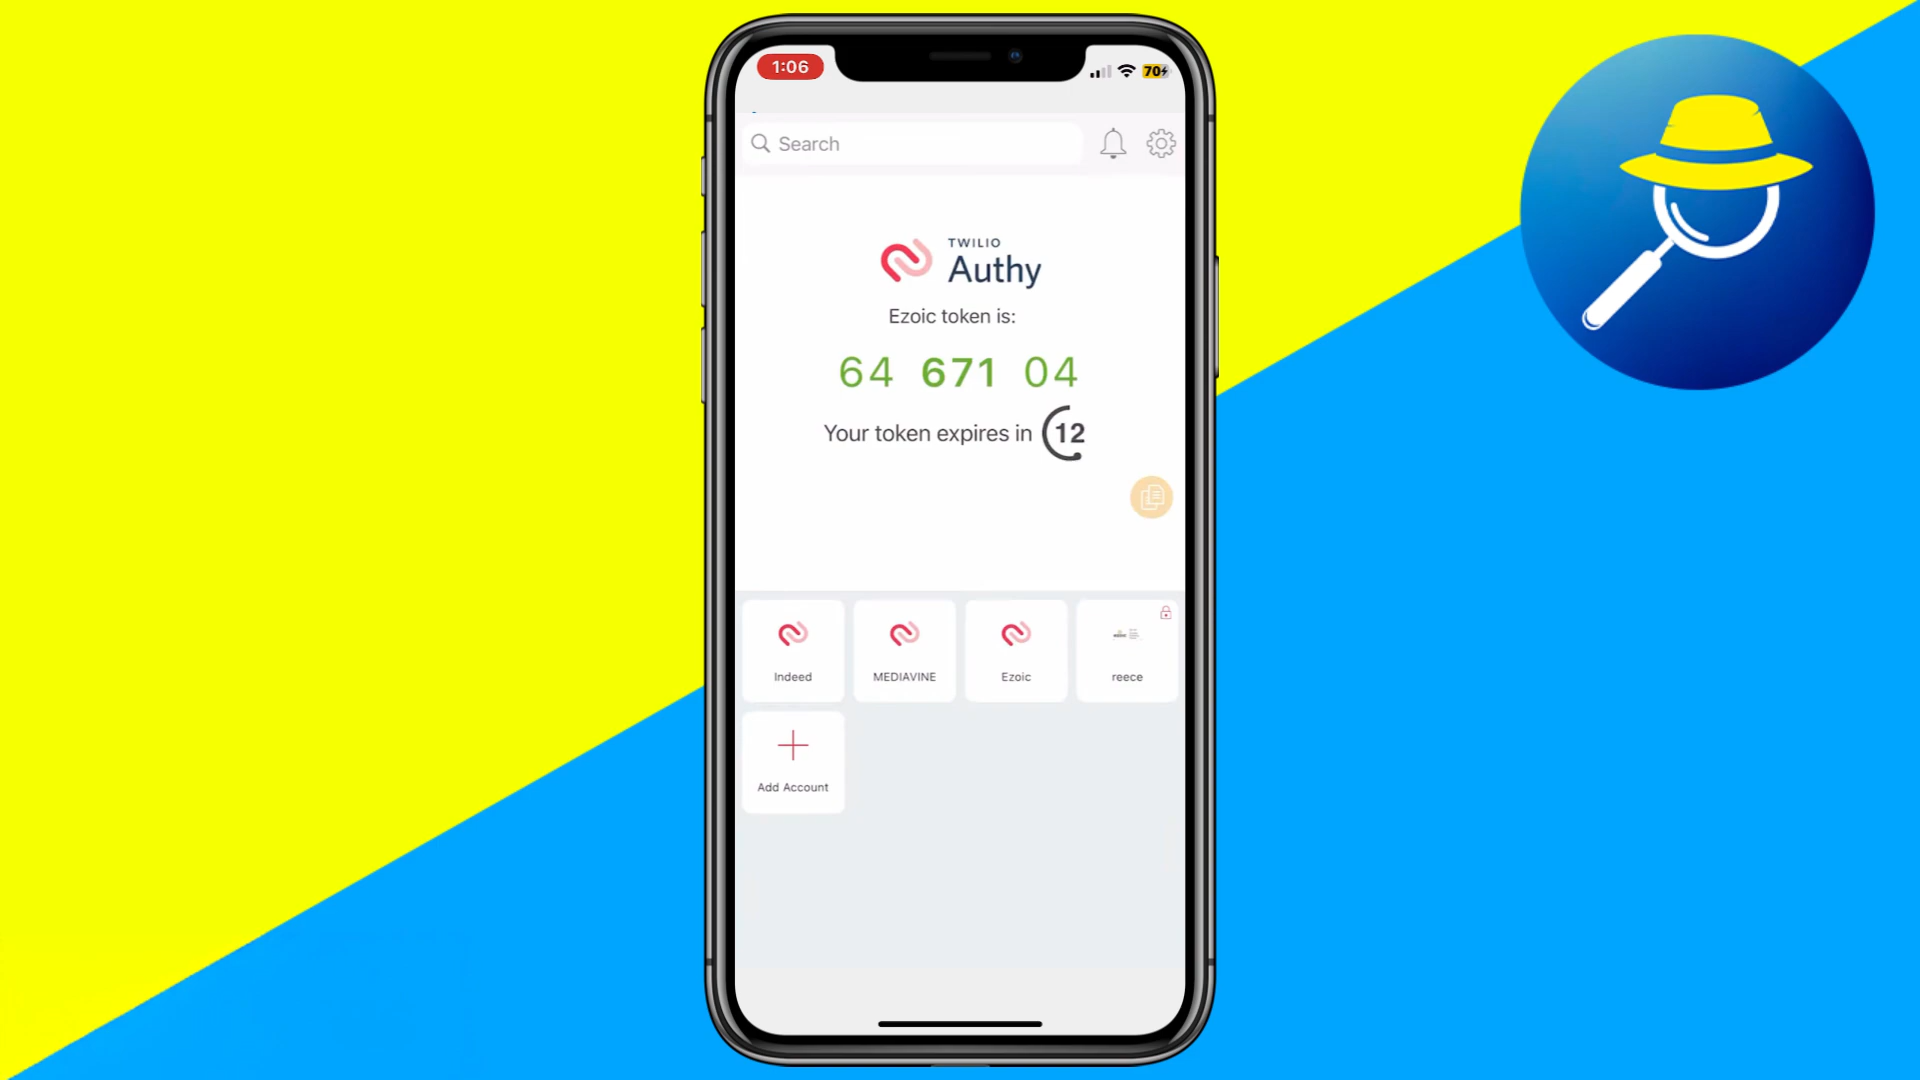 1:06
70
Search
TWILIO
Authy
Ezoic token is:
64 671 04
Your token expires in 12
Indeed
MEDIAVINE
Ezoic
reece
Add Account